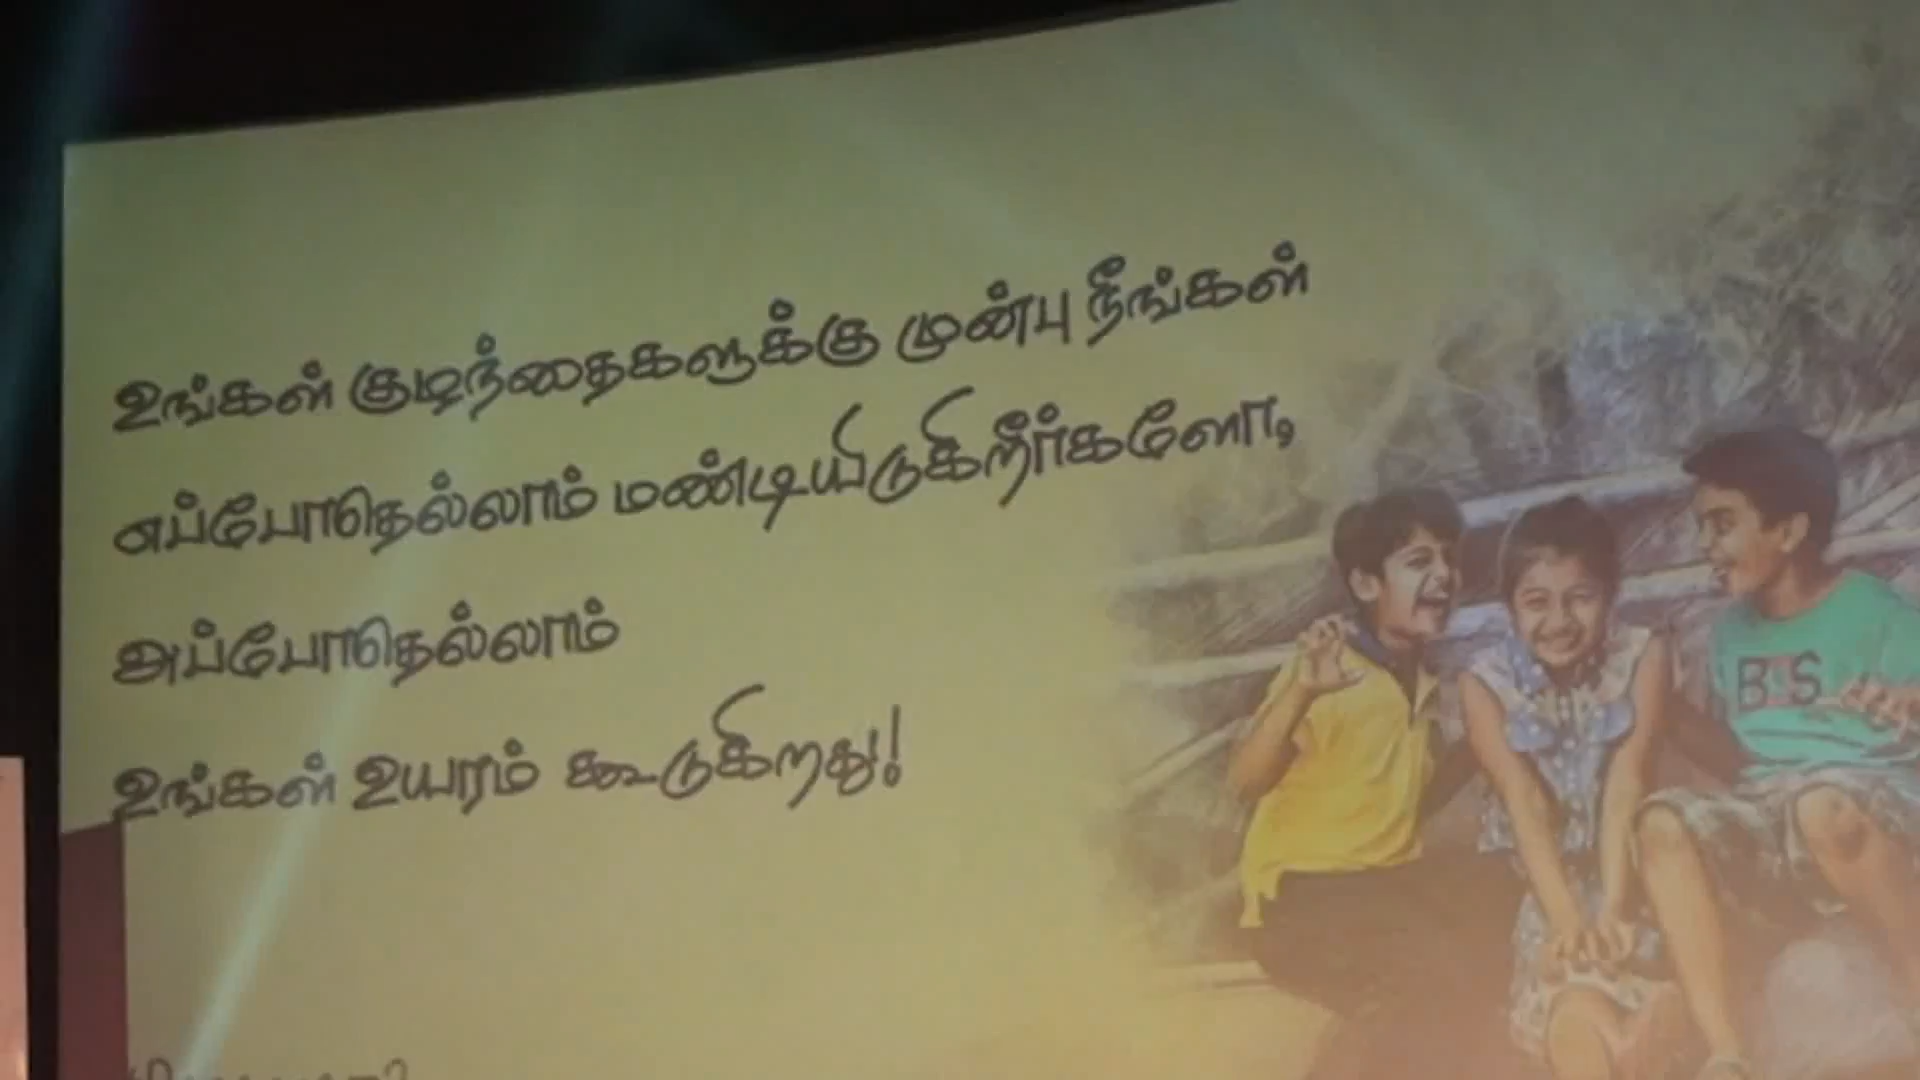 உங்கள் குழந்தைகளுக்கு முன்பு நீங்கள்
எப்போதெல்லாம் மண்டியிடுகிறீர்களோ,
அப்போதெல்லாம்
உங்கள் உயரம் கூடுகிறது!